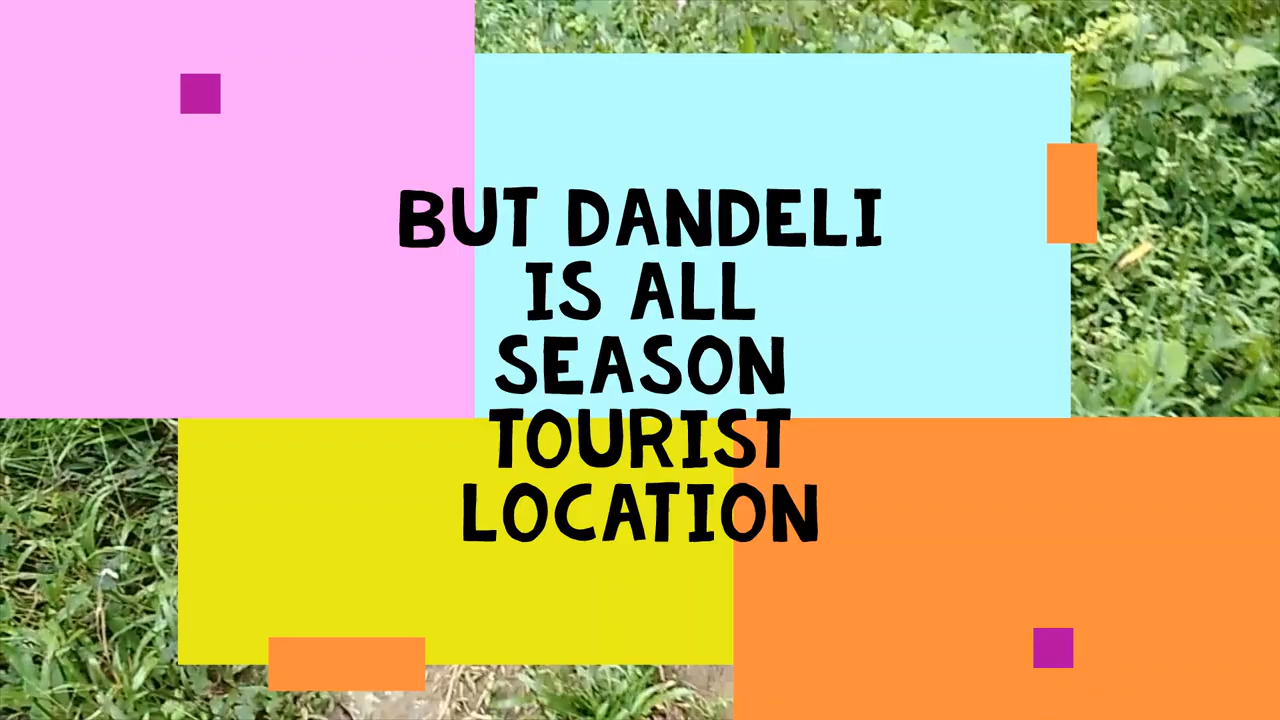 BUT DANDELI
IS ALL
SEASON
TOURIST
LOCATION